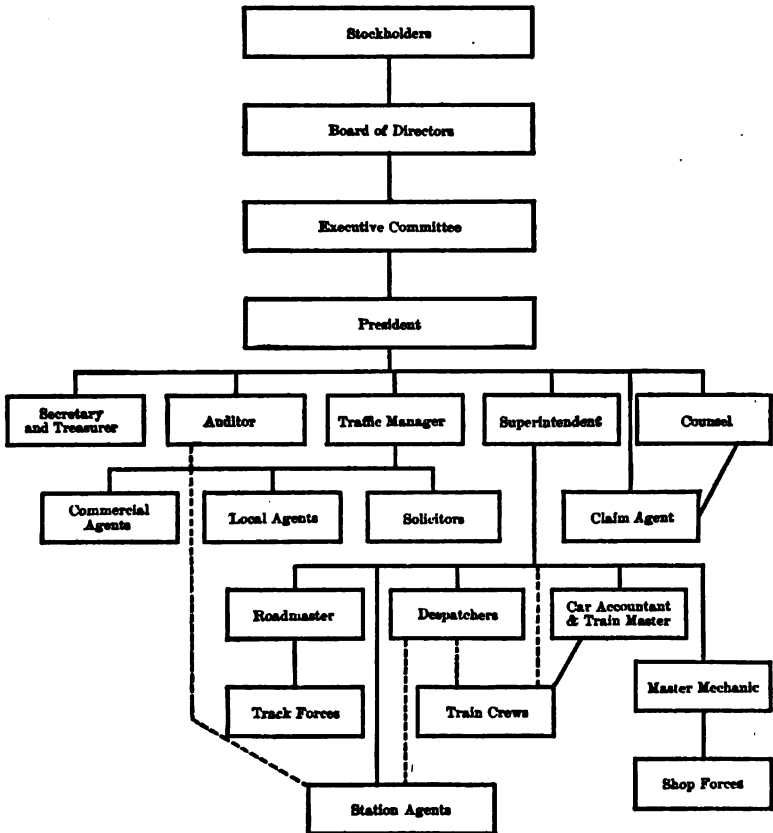 Stockholders
Board of Directors
Executive Committee
President
Secretary
and Treasurer
Auditor
Traffic Manager
Superintendent
Counsel
Commercial
Agents
Local Agents
Solicitors
Claim Agent
Roadmaster
Despatchers
Car Accountant
& Train Master
Track Forces
Train Crews
Master Mechanic
Station Agents
Shop Forces